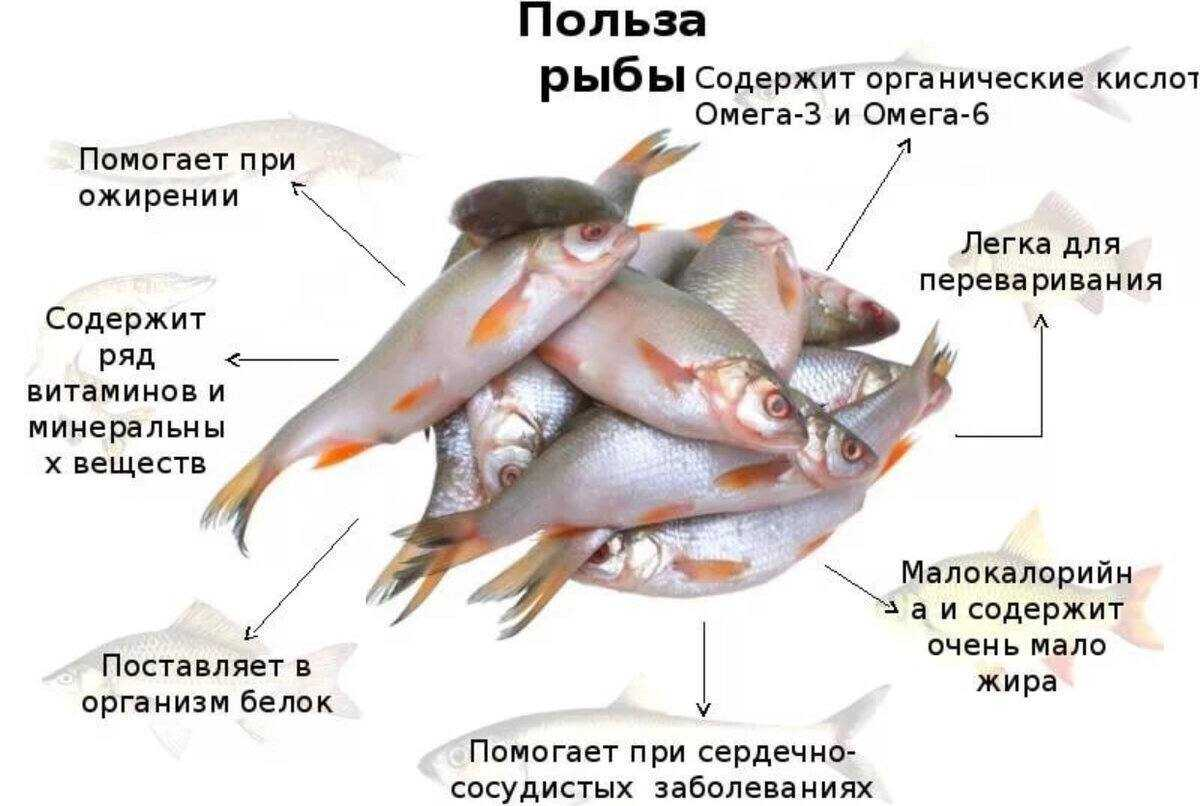 Польза
рыбы
Содержит органические кислот
Омега-3 и Омега-6
Помогает при
ожирении
Легка для
переваривания
Содержит
ряд
витаминов и
минеральны
х веществ
Малокалорийн
а и содержит
очень мало
жира
Поставляет в
организм белок
Помогает при сердечно-
сосудистых заболеваниях